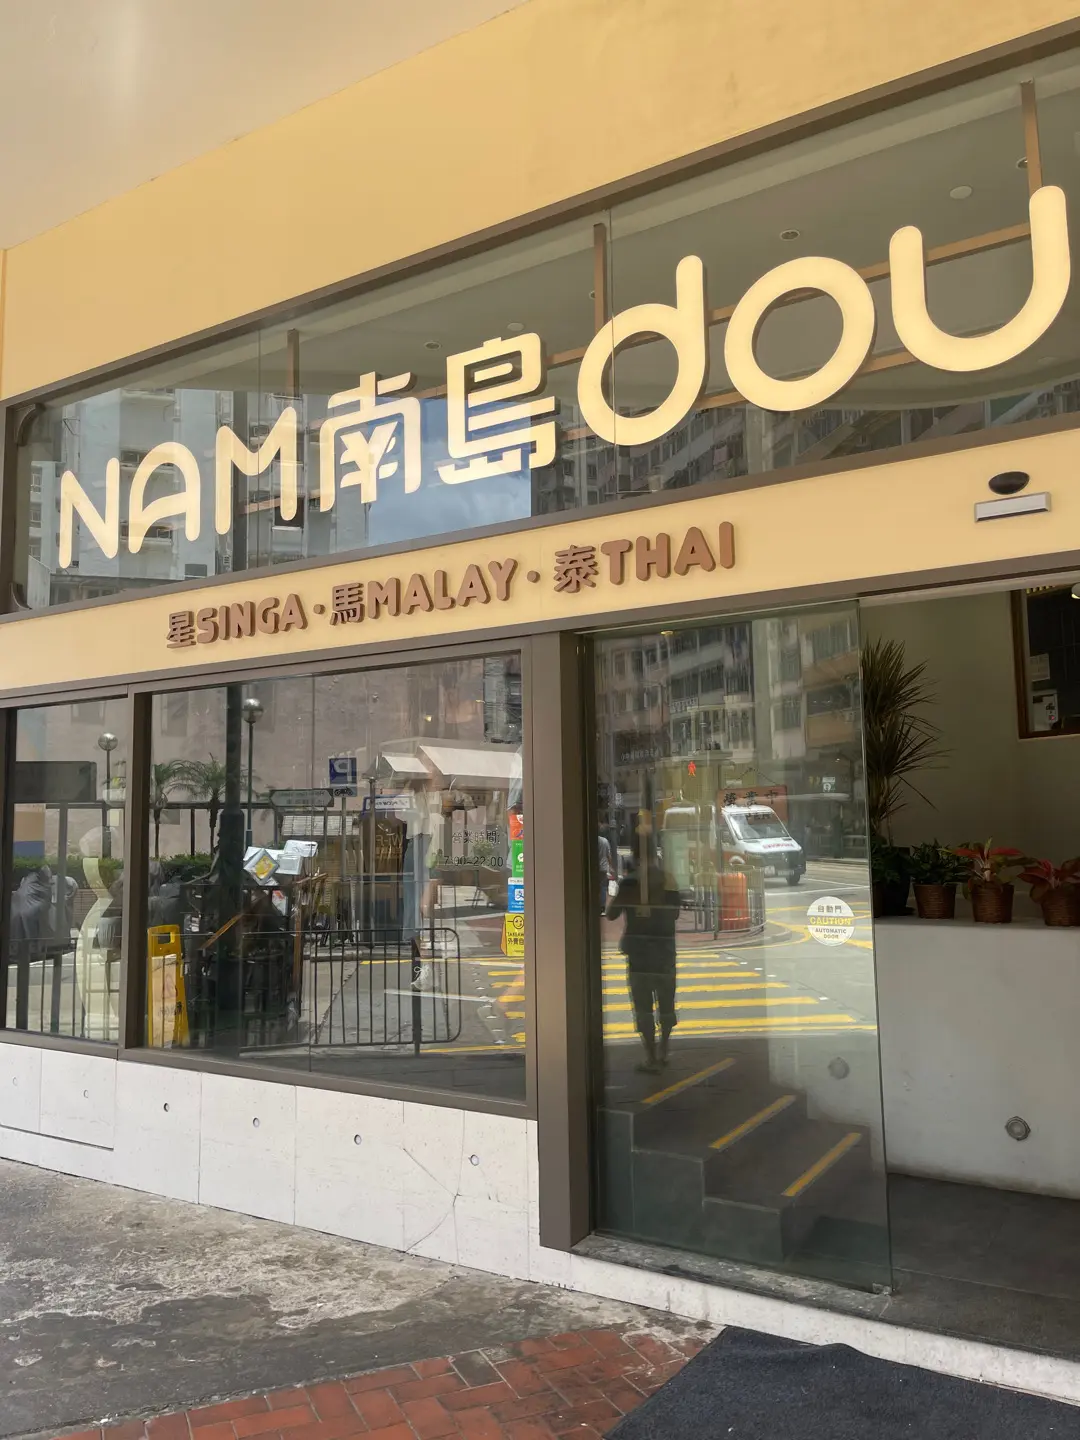 NAM南島dou
星SINGA·馬MALAY·泰THAI
營業時間
7:00-22:00
自動門
CAUTION
AUTOMATIC
DOOR